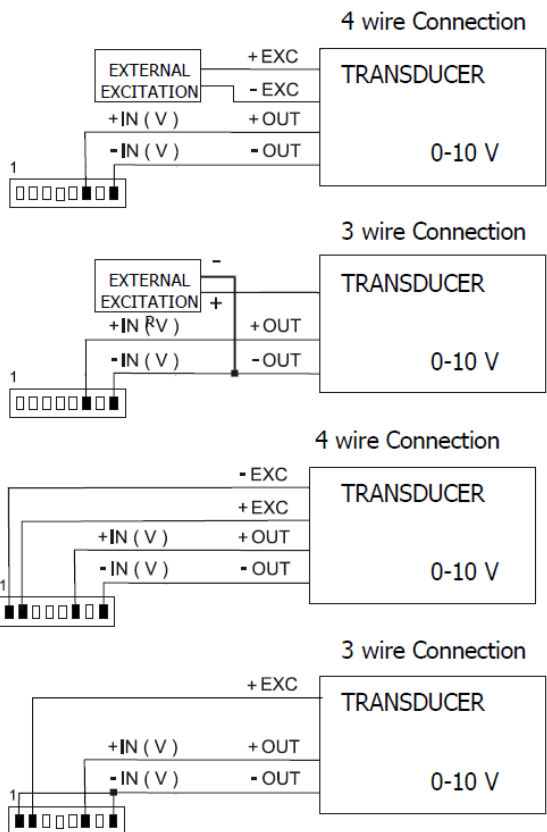 4 wire Connection
+EXC
EXTERNAL
EXCITATION
TRANSDUCER
- EXC
+IN ( V )
+OUT
-IN ( V )
- OUT
0-10 V
1
3 wire Connection
-
EXTERNAL
EXCITATION
+
R
TRANSDUCER
+IN ( V )
+OUT
-IN ( V )
-OUT
0-10 V
1
4 wire Connection
- EXC
TRANSDUCER
+EXC
+IN ( V )
+OUT
-IN ( V )
- OUT
0-10 V
1
3 wire Connection
+EXC
TRANSDUCER
+IN ( V )
+OUT
-IN ( V )
- OUT
0-10 V
1